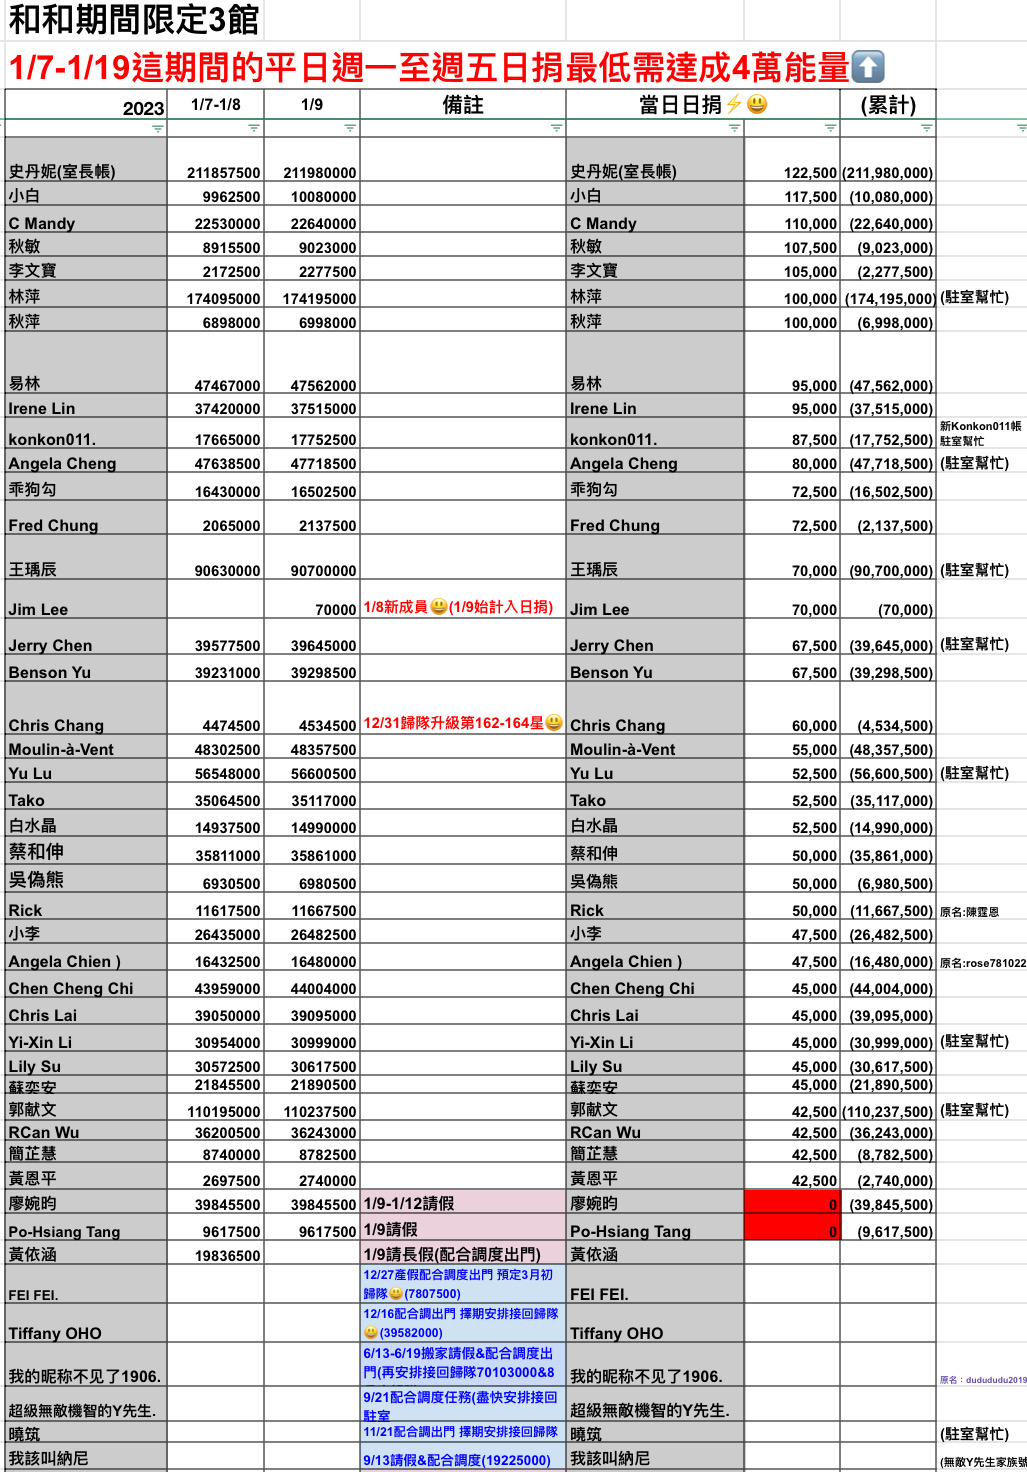 和和期間限定3館
1/7-1/19這期間的平日週一至週五日捐最低需達成4萬能量⬆️
2023 1/7-1/8 1/9 備註 當日日捐⚡😃 (累計)
史丹妮(室長帳) 211857500 211980000 史丹妮(室長帳) 122,500 (211,980,000)
小白 9962500 10080000 小白 117,500 (10,080,000)
C Mandy 22530000 22640000 C Mandy 110,000 (22,640,000)
秋敏 8915500 9023000 秋敏 107,500 (9,023,000)
李文寶 2172500 2277500 李文寶 105,000 (2,277,500)
林萍 174095000 174195000 林萍 100,000 (174,195,000) (駐室幫忙)
秋萍 6898000 6998000 秋萍 100,000 (6,998,000)
易林 47467000 47562000 易林 95,000 (47,562,000)
Irene Lin 37420000 37515000 Irene Lin 95,000 (37,515,000)
konkon011. 17665000 17752500 konkon011. 87,500 (17,752,500) 新Konkon011帳
駐室幫忙
Angela Cheng 47638500 47718500 Angela Cheng 80,000 (47,718,500) (駐室幫忙)
乖狗勾 16430000 16502500 乖狗勾 72,500 (16,502,500)
Fred Chung 2065000 2137500 Fred Chung 72,500 (2,137,500)
王瑀辰 90630000 90700000 王瑀辰 70,000 (90,700,000) (駐室幫忙)
Jim Lee 70000 1/8新成員😃(1/9始計入日捐) Jim Lee 70,000 (70,000)
Jerry Chen 39577500 39645000 Jerry Chen 67,500 (39,645,000) (駐室幫忙)
Benson Yu 39231000 39298500 Benson Yu 67,500 (39,298,500)
Chris Chang 4474500 4534500 12/31歸隊升級第162-164星😃 Chris Chang 60,000 (4,534,500)
Moulin-à-Vent 48302500 48357500 Moulin-à-Vent 55,000 (48,357,500)
Yu Lu 56548000 56600500 Yu Lu 52,500 (56,600,500) (駐室幫忙)
Tako 35064500 35117000 Tako 52,500 (35,117,000)
白水晶 14937500 14990000 白水晶 52,500 (14,990,000)
蔡和伸 35811000 35861000 蔡和伸 50,000 (35,861,000)
吳偽熊 6930500 6980500 吳偽熊 50,000 (6,980,500)
Rick 11617500 11667500 Rick 50,000 (11,667,500) 原名:陳霆恩
小李 26435000 26482500 小李 47,500 (26,482,500)
Angela Chien ) 16432500 16480000 Angela Chien ) 47,500 (16,480,000) 原名:rose781022
Chen Cheng Chi 43959000 44004000 Chen Cheng Chi 45,000 (44,004,000)
Chris Lai 39050000 39095000 Chris Lai 45,000 (39,095,000)
Yi-Xin Li 30954000 30999000 Yi-Xin Li 45,000 (30,999,000) (駐室幫忙)
Lily Su 30572500 30617500 Lily Su 45,000 (30,617,500)
蘇奕安 21845500 21890500 蘇奕安 45,000 (21,890,500)
郭献文 110195000 110237500 郭献文 42,500 (110,237,500) (駐室幫忙)
RCan Wu 36200500 36243000 RCan Wu 42,500 (36,243,000)
簡芷慧 8740000 8782500 簡芷慧 42,500 (8,782,500)
黃恩平 2697500 2740000 黃恩平 42,500 (2,740,000)
廖婉昀 39845500 39845500 1/9-1/12請假 廖婉昀 0 (39,845,500)
Po-Hsiang Tang 9617500 9617500 1/9請假 Po-Hsiang Tang 0 (9,617,500)
黃依涵 19836500 1/9請長假(配合調度出門) 黃依涵
12/27產假配合調度出門 預定3月初
FEI FEI. 歸隊😃(7807500) FEI FEI.
12/16配合調出門 擇期安排接回歸隊
Tiffany OHO 😃(39582000) Tiffany OHO
6/13-6/19搬家請假&配合調度出
我的昵称不见了1906. 門(再安排接回歸隊70103000&8 我的昵称不见了1906. 原名：dudududu2019
9/21配合調度任務(盡快安排接回
超級無敵機智的Y先生. 駐室 超級無敵機智的Y先生.
曉筑 11/21配合調出門 擇期安排接回歸隊 曉筑 (駐室幫忙)
我該叫納尼 9/13請假&配合調度(19225000) 我該叫納尼 (無敵Y先生家族號